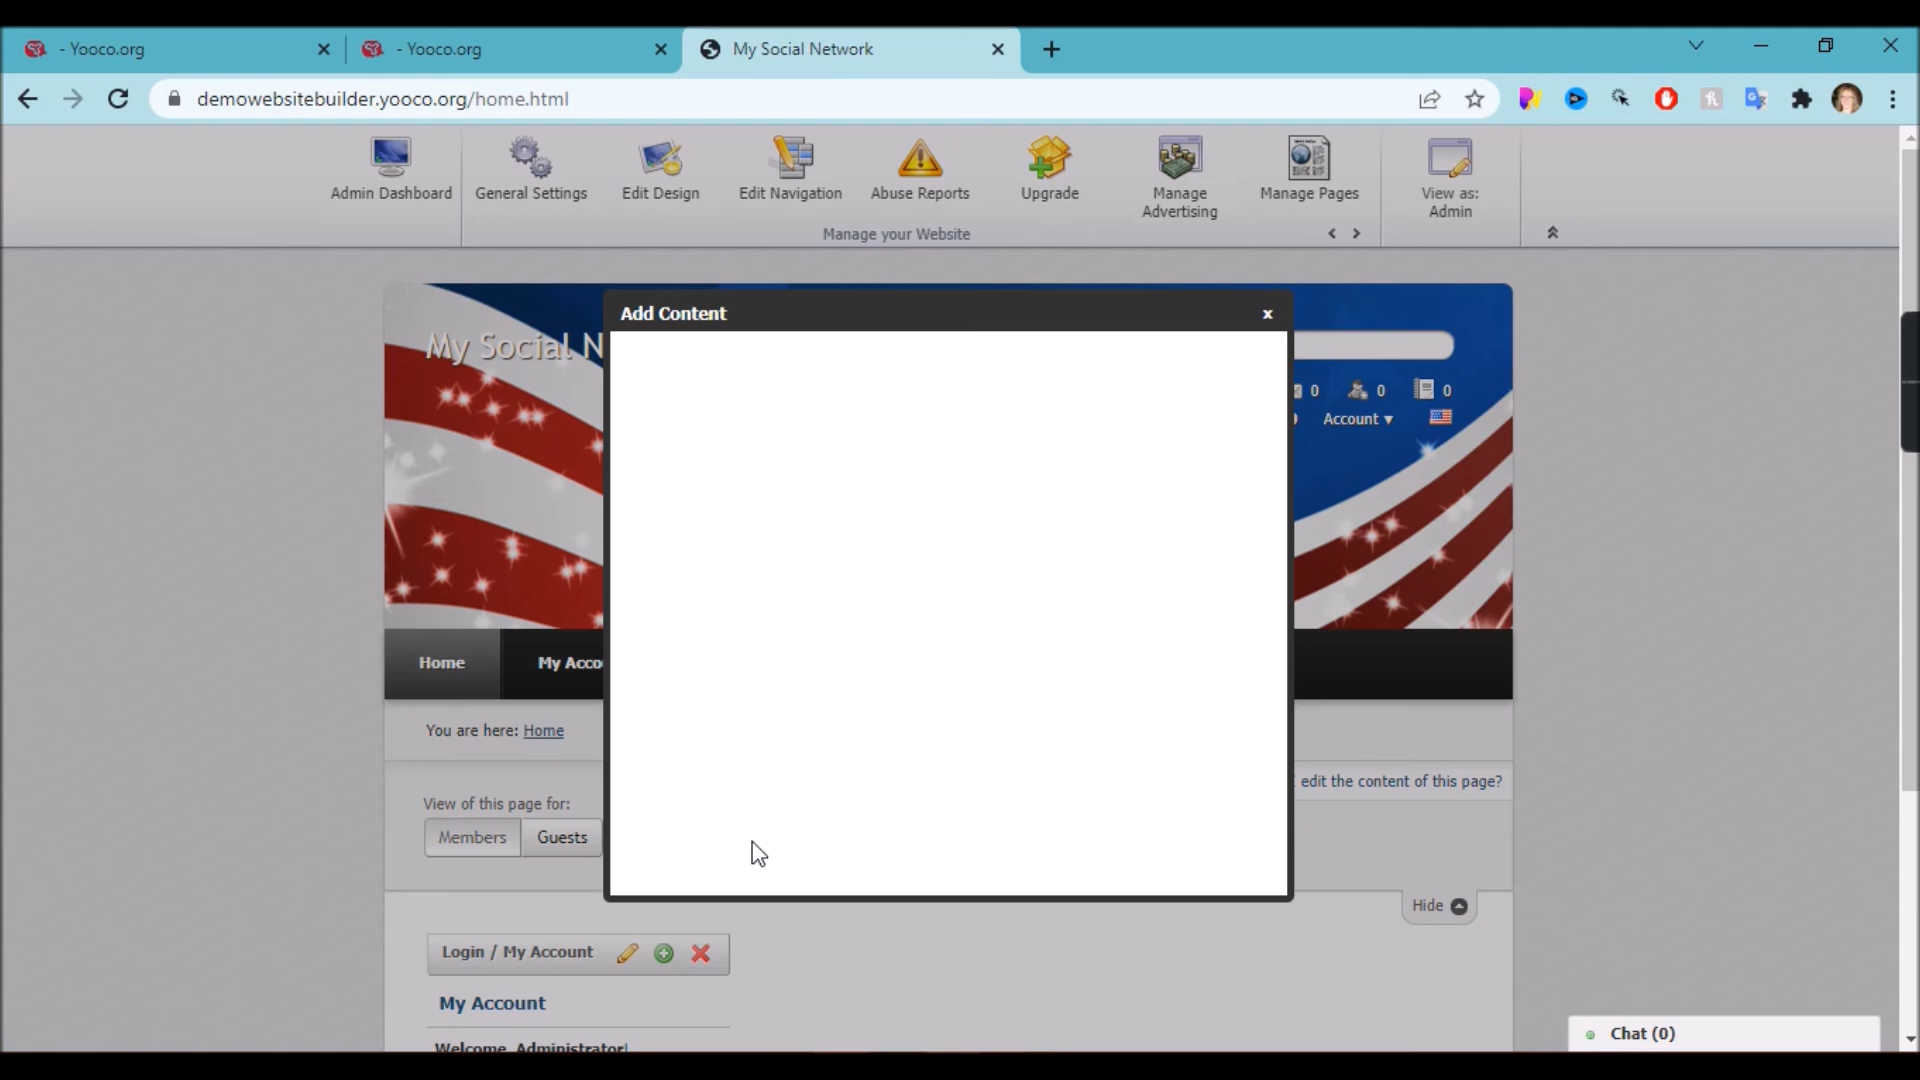 - Yooco.org
- Yooco.org
My Social Network
demowebsitebuilder.yooco.org/home.html
Admin Dashboard
General Settings
Edit Design
Edit Navigation
Abuse Reports
Upgrade
Manage
Advertising
Manage Pages
View as:
Admin
Manage your Website
Add Content
x
My Social N
0
0
0
Account
Home
My Acco
You are here: Home
edit the content of this page?
View of this page for:
Members
Guests
Hide
Login / My Account
My Account
Welcome, Administrator!
Chat (0)